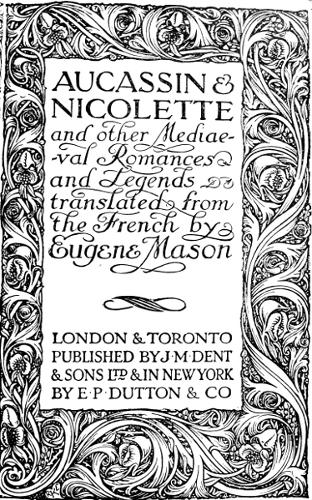 AUCASSIN &
NICOLETTE
and other Mediae-
-val Romances
and Legends
translated from
the French by
Eugene Mason
LONDON & TORONTO
PUBLISHED BY J·M·DENT
& SONS LTD & IN NEW YORK
BY E·P·DUTTON & CO